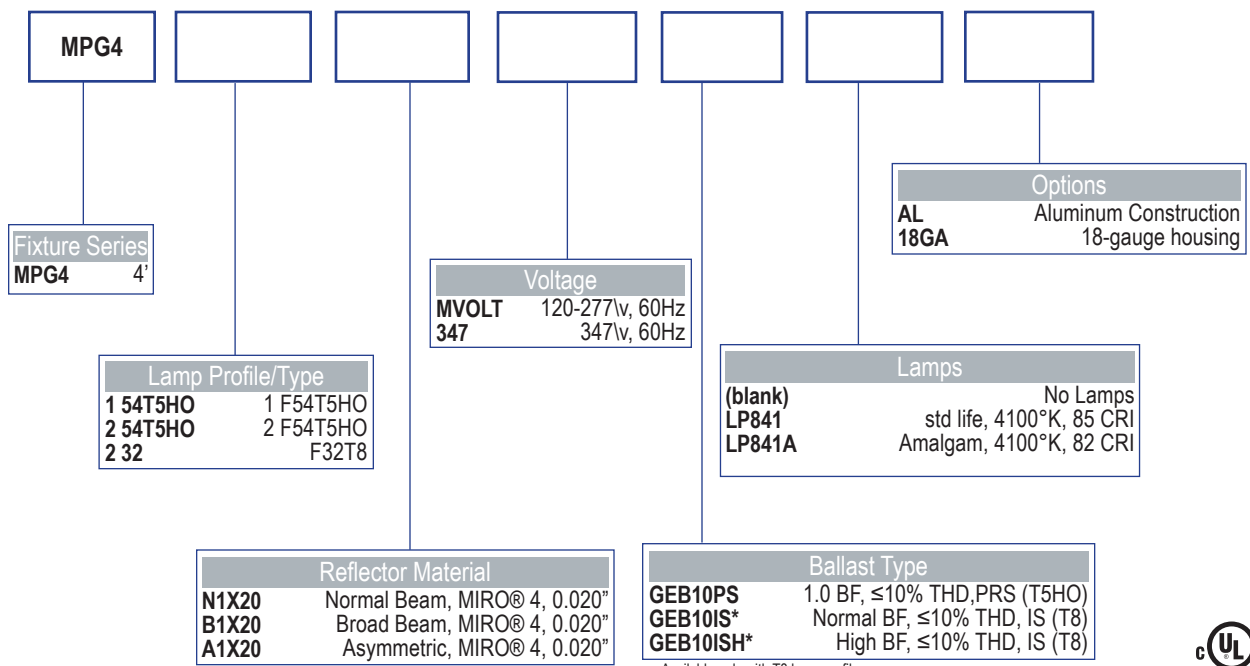 MPG4
Fixture Series
MPG4 4’
Lamp Profile/Type
1 54T5HO 1 F54T5HO
2 54T5HO 2 F54T5HO
2 32 F32T8
Reflector Material
N1X20 Normal Beam, MIRO® 4, 0.020”
B1X20 Broad Beam, MIRO® 4, 0.020”
A1X20 Asymmetric, MIRO® 4, 0.020”
Voltage
MVOLT 120-277\v, 60Hz
347 347\v, 60Hz
Ballast Type
GEB10PS 1.0 BF, ≤10% THD,PRS (T5HO)
GEB10IS* Normal BF, ≤10% THD, IS (T8)
GEB10ISH* High BF, ≤10% THD, IS (T8)
Lamps
(blank) No Lamps
LP841 std life, 4100°K, 85 CRI
LP841A Amalgam, 4100°K, 82 CRI
Options
AL Aluminum Construction
18GA 18-gauge housing
c UL